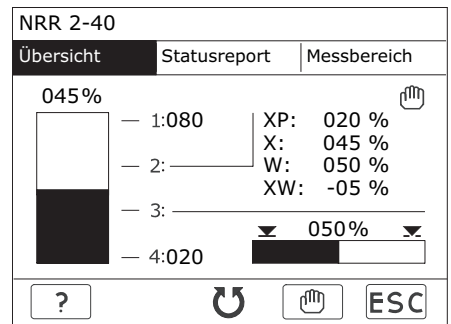 NRR 2-40
Übersicht Statusreport Messbereich
045%
1:080
2:
3:
4:020
XP: 020 %
X: 045 %
W: 050 %
XW: -05 %
050%
? ESC